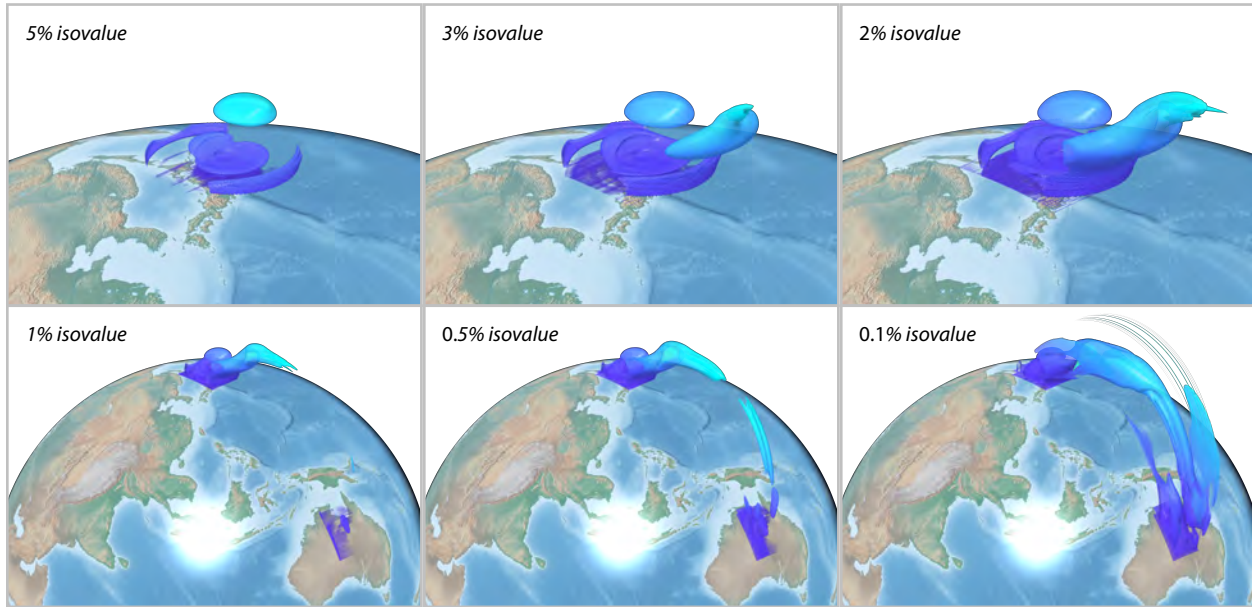 5% isovalue
3% isovalue
2% isovalue
1% isovalue
0.5% isovalue
0.1% isovalue